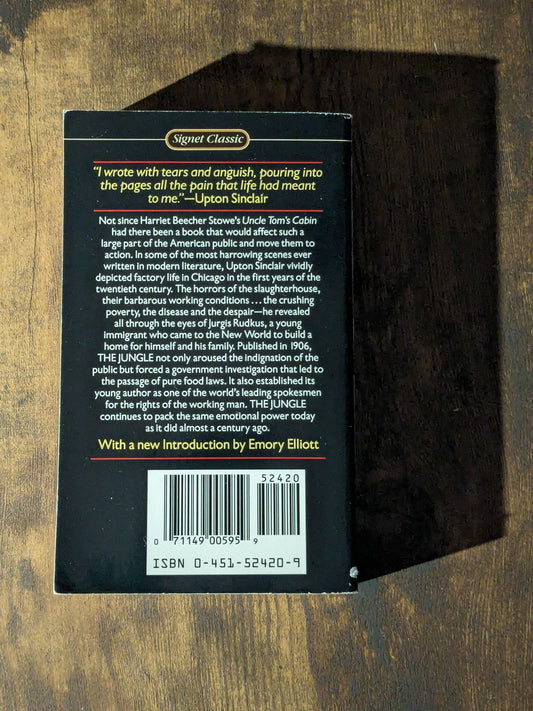 Signet Classic
“I wrote with tears and anguish, pouring into
the pages all the pain that life had meant
to me.”—Upton Sinclair
Not since Harriet Beecher Stowe's Uncle Tom's Cabin
had there been a book that would affect such a
large part of the American public and move them to
action. In some of the most harrowing scenes ever
written in modern literature, Upton Sinclair vividly
depicted factory life in Chicago in the first years of the
twentieth century. The horrors of the slaughterhouse,
their barbarous working conditions ... the crushing
poverty, the disease and the despair—he revealed
all through the eyes of Jurgis Rudkus, a young
immigrant who came to the New World to build a
home for himself and his family. Published in 1906,
THE JUNGLE not only aroused the indignation of the
public but forced a government investigation that led to
the passage of pure food laws. It also established its
young author as one of the world's leading spokesmen
for the rights of the working man. THE JUNGLE
continues to pack the same emotional power today
as it did almost a century ago.
With a new Introduction by Emory Elliott
52420
0 71149 00595 9
ISBN 0-451-52420-9